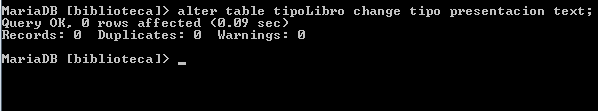 MariaDB [biblioteca]> alter table tipoLibro change tipo presentacion text;
Query OK, 0 rows affected (0.09 sec)
Records: 0  Duplicates: 0  Warnings: 0
MariaDB [biblioteca]> _